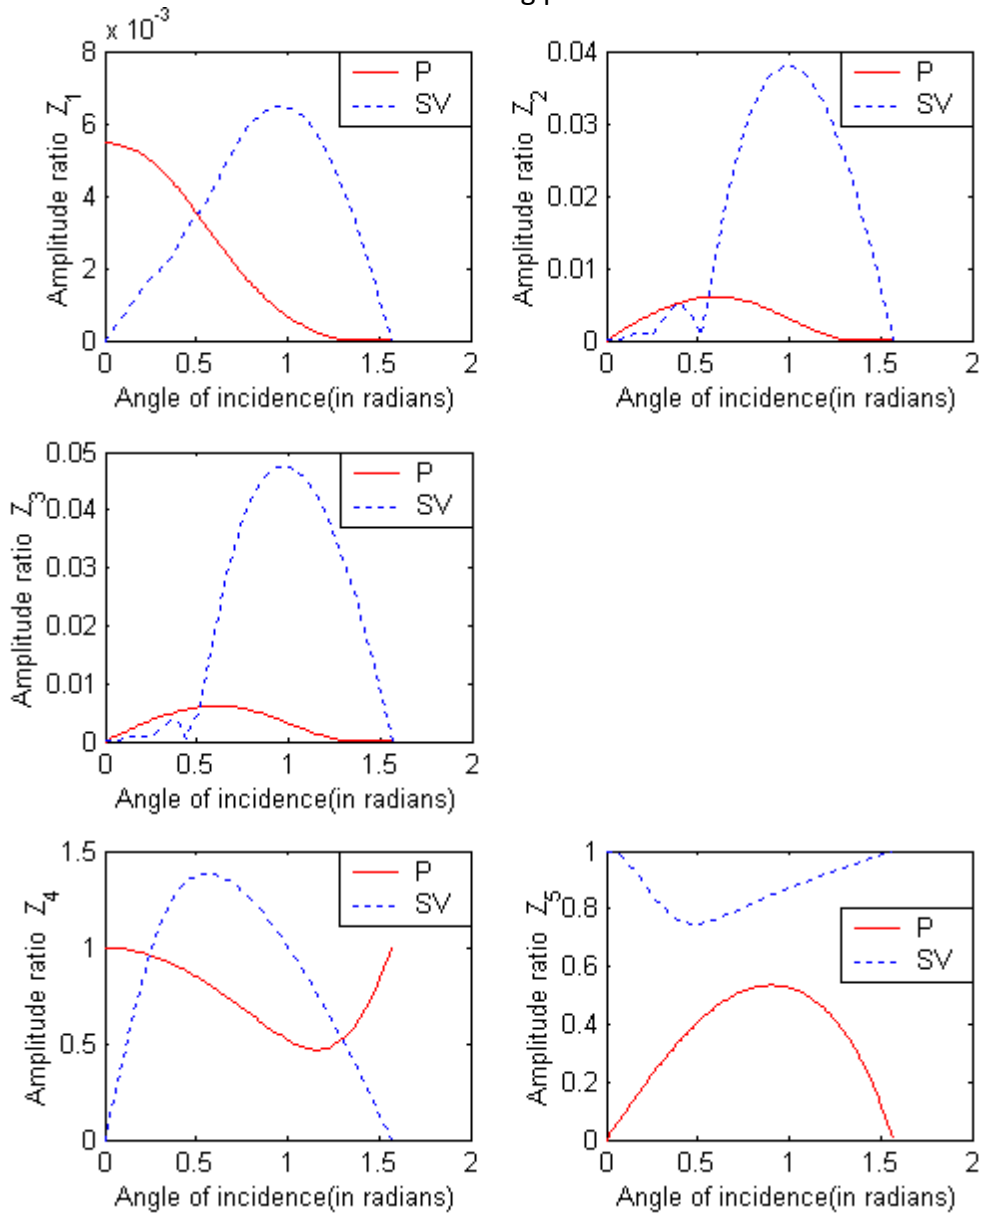 × 10⁻³
8
6
4
2
0
0 0.5 1 1.5 2
P
SV
Amplitude ratio Z₁
Angle of incidence(in radians)
0.04
0.03
0.02
0.01
0
0 0.5 1 1.5 2
P
SV
Amplitude ratio Z₂
Angle of incidence(in radians)
0.05
0.04
0.03
0.02
0.01
0
0 0.5 1 1.5 2
P
SV
Amplitude ratio Z₃
Angle of incidence(in radians)
1.5
1
0.5
0
0 0.5 1 1.5 2
P
SV
Amplitude ratio Z₄
Angle of incidence(in radians)
1
0.8
0.6
0.4
0.2
0
0 0.5 1 1.5 2
P
SV
Amplitude ratio Z₅
Angle of incidence(in radians)